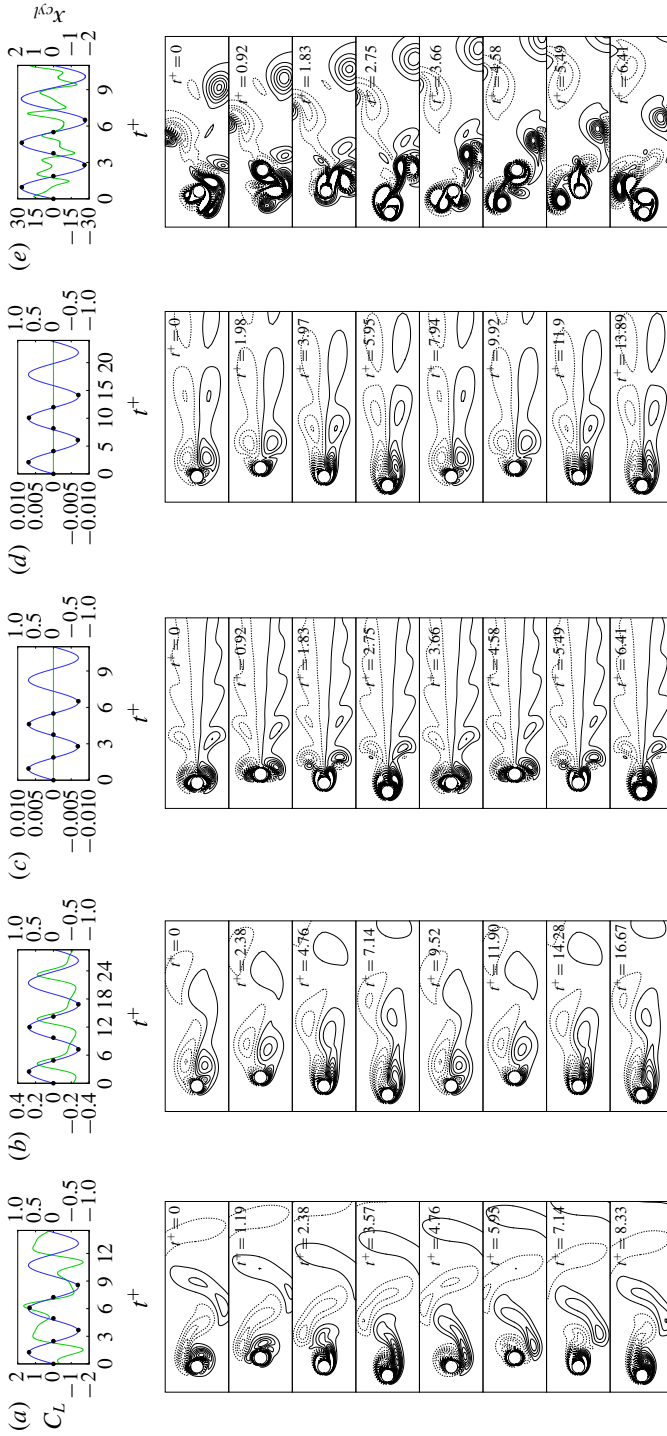 (a)
C_L
2
1
0
−1
−2
1.0
0.5
0
−0.5
−1.0
0 3 6 9 12
t⁺
t⁺ = 0
t⁺ = 1.19
t⁺ = 2.38
t⁺ = 3.57
t⁺ = 4.76
t⁺ = 5.95
t⁺ = 7.14
t⁺ = 8.33
(b)
0.4
0.2
0
−0.2
−0.4
1.0
0.5
0
−0.5
−1.0
0 6 12 18 24
t⁺
t⁺ = 0
t⁺ = 2.38
t⁺ = 4.76
t⁺ = 7.14
t⁺ = 9.52
t⁺ = 11.90
t⁺ = 14.28
t⁺ = 16.67
(c)
0.010
0.005
0
−0.005
−0.010
1.0
0.5
0
−0.5
−1.0
0 3 6 9
t⁺
t⁺ = 0
t⁺ = 0.92
t⁺ = 1.83
t⁺ = 2.75
t⁺ = 3.66
t⁺ = 4.58
t⁺ = 5.49
t⁺ = 6.41
(d)
0.010
0.005
0
−0.005
−0.010
1.0
0.5
0
−0.5
−1.0
0 5 10 15 20
t⁺
t⁺ = 0
t⁺ = 1.98
t⁺ = 3.97
t⁺ = 5.95
t⁺ = 7.94
t⁺ = 9.92
t⁺ = 11.9
t⁺ = 13.89
(e)
30
15
0
−15
−30
2
1
0
−1
−2
x_cyl
0 3 6 9
t⁺
t⁺ = 0
t⁺ = 0.92
t⁺ = 1.83
t⁺ = 2.75
t⁺ = 3.66
t⁺ = 4.58
t⁺ = 5.49
t⁺ = 6.41